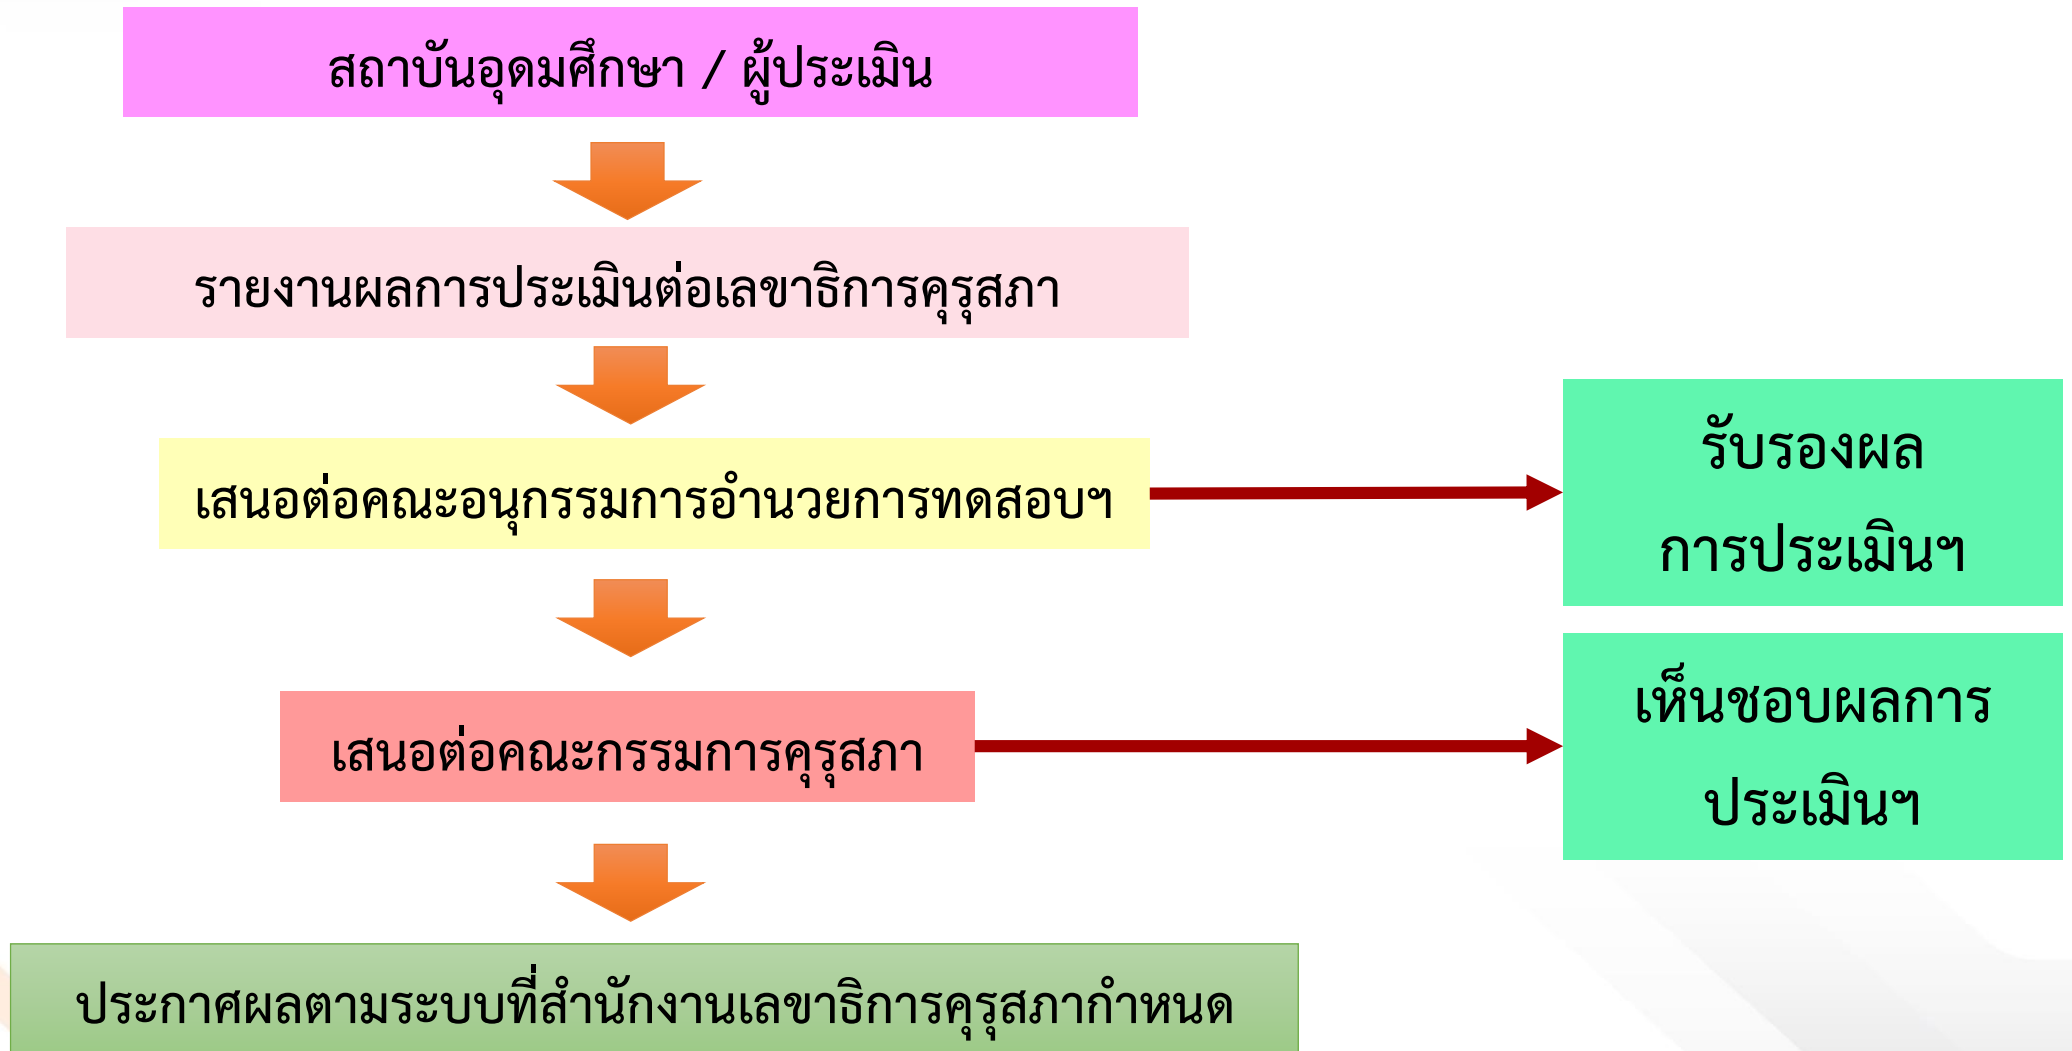 สถาบันอุดมศึกษา / ผู้ประเมิน
รายงานผลการประเมินต่อเลขาธิการคุรุสภา
เสนอต่อคณะอนุกรรมการอำนวยการทดสอบฯ
รับรองผล
การประเมินฯ
เสนอต่อคณะกรรมการคุรุสภา
เห็นชอบผลการ
ประเมินฯ
ประกาศผลตามระบบที่สำนักงานเลขาธิการคุรุสภากำหนด